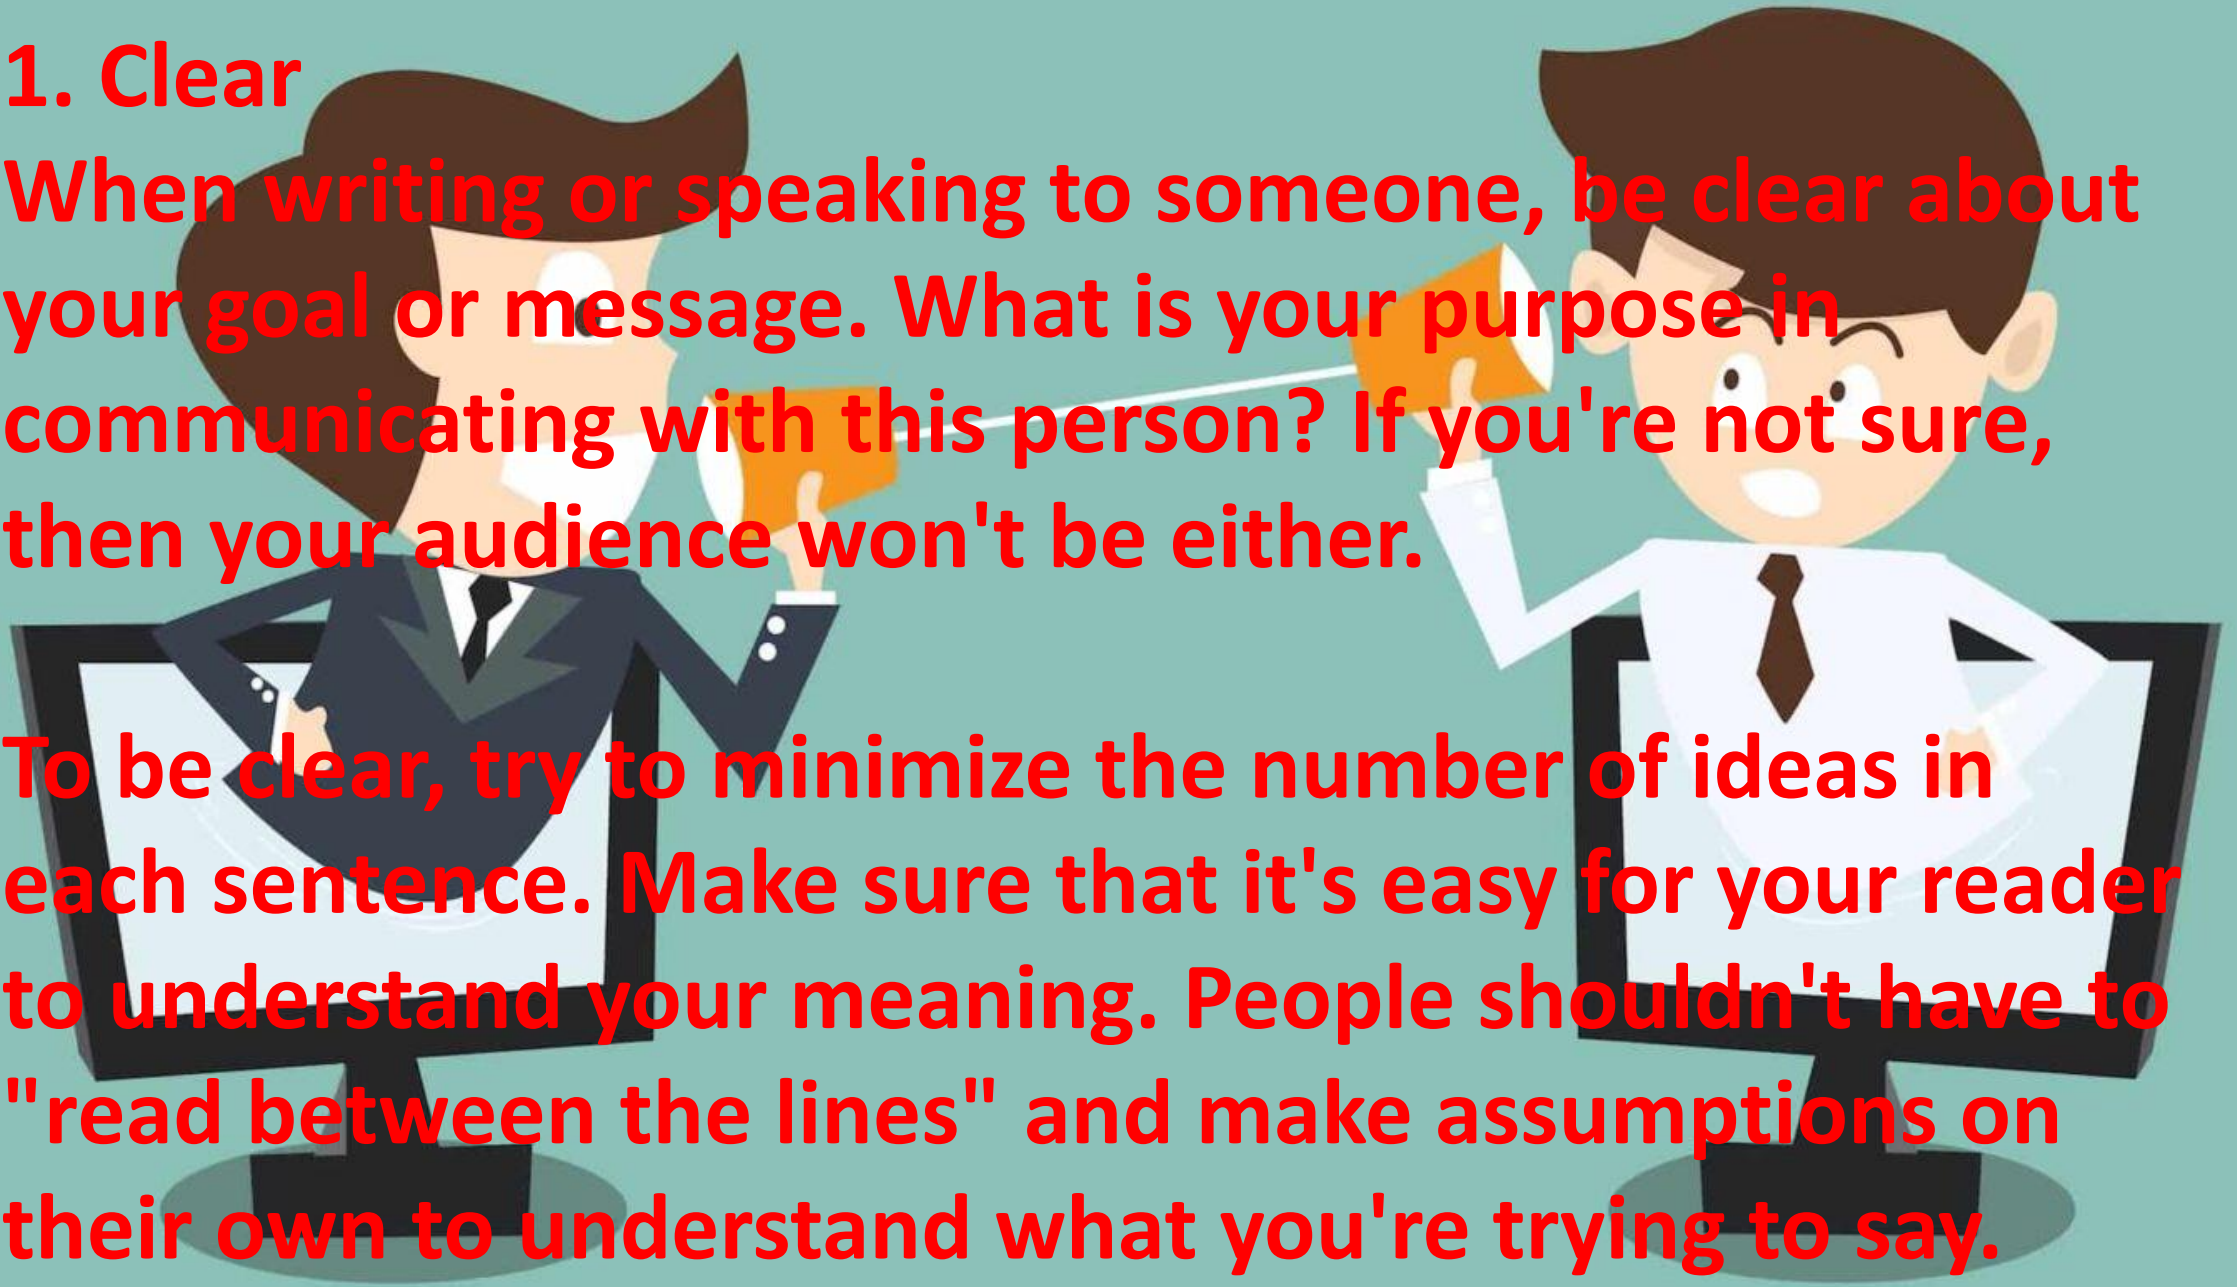 1. Clear
When writing or speaking to someone, be clear about
your goal or message. What is your purpose in
communicating with this person? If you're not sure,
then your audience won't be either.
To be clear, try to minimize the number of ideas in
each sentence. Make sure that it's easy for your reader
to understand your meaning. People shouldn't have to
"read between the lines" and make assumptions on
their own to understand what you're trying to say.